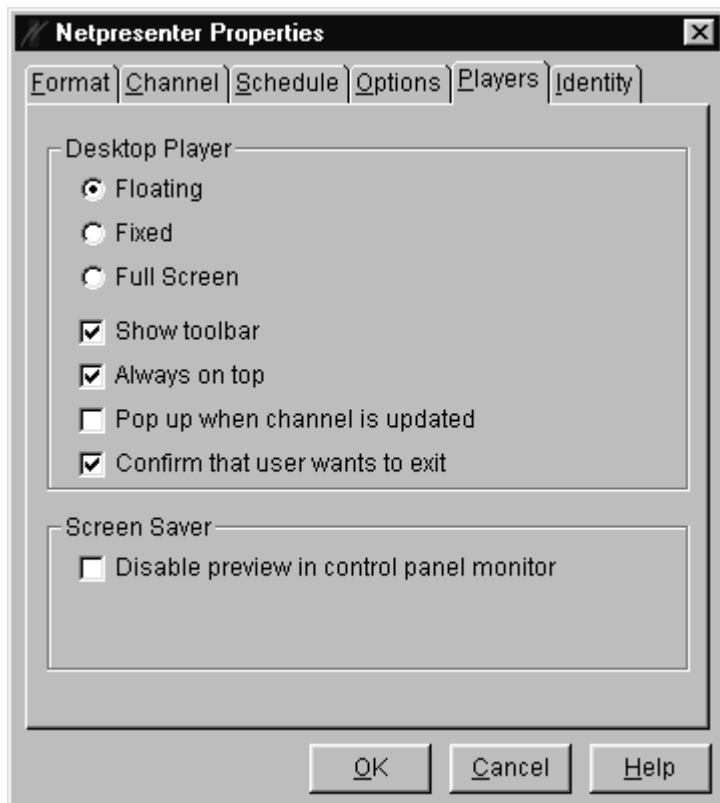 Netpresenter Properties
Format Channel Schedule Options Players Identity
Desktop Player
Floating
Fixed
Full Screen
Show toolbar
Always on top
Pop up when channel is updated
Confirm that user wants to exit
Screen Saver
Disable preview in control panel monitor
OK Cancel Help